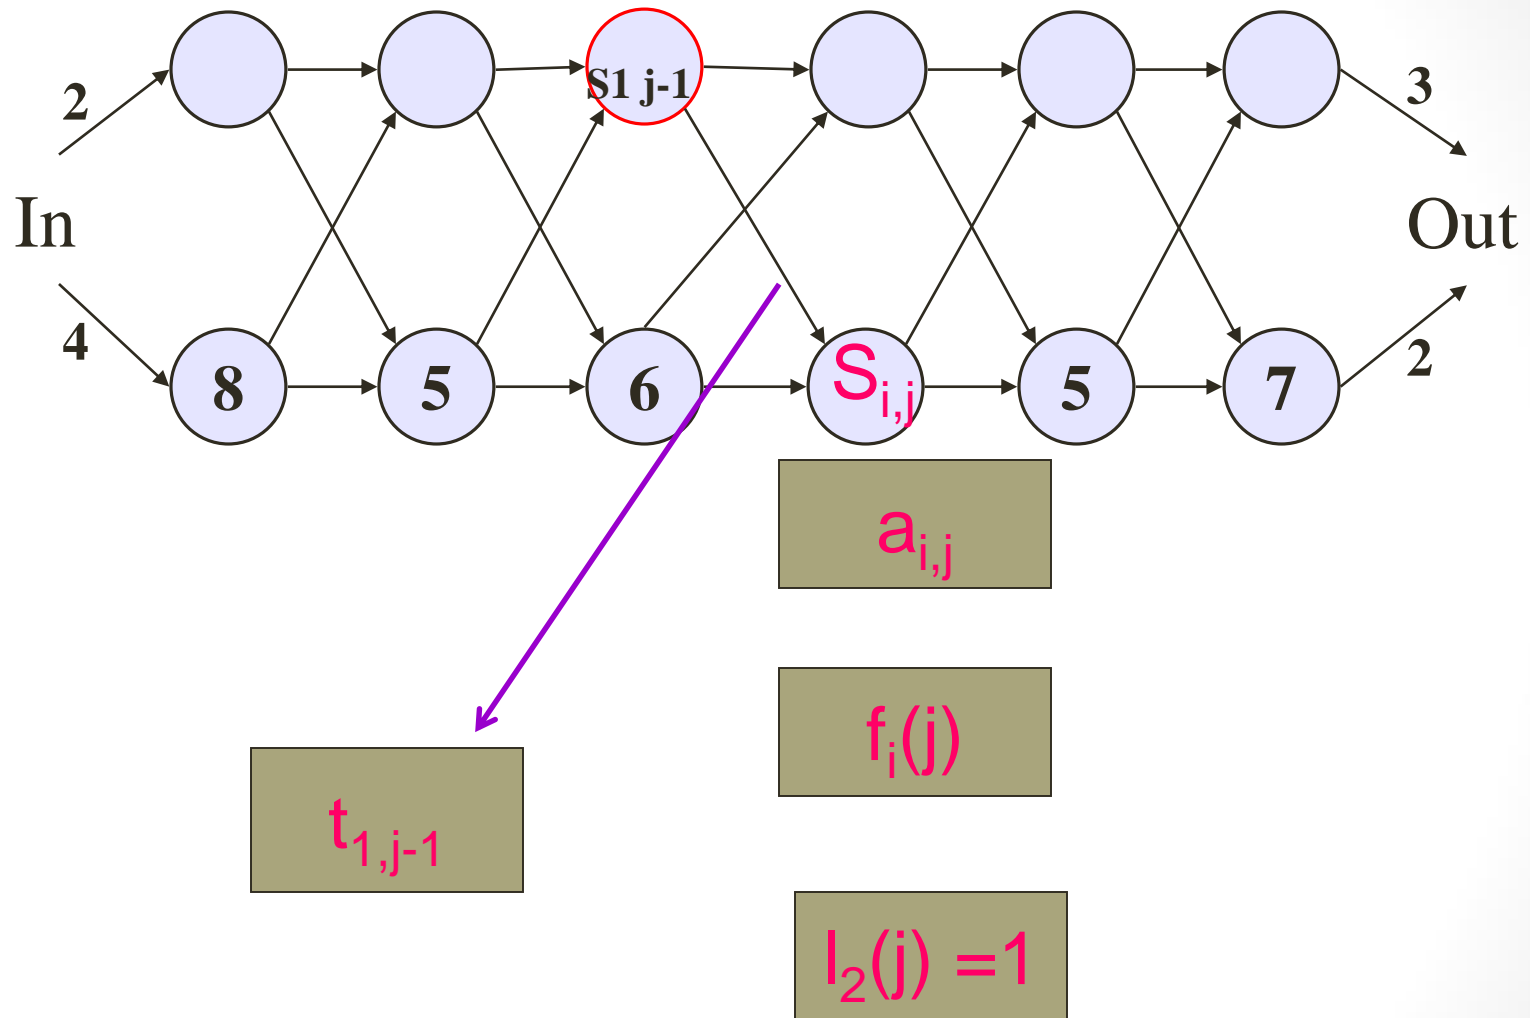 S1 j-1
2
3
In
Out
4
2
8 5 6 Si,j 5 7
ai,j
fi(j)
t1,j-1
l2(j) =1